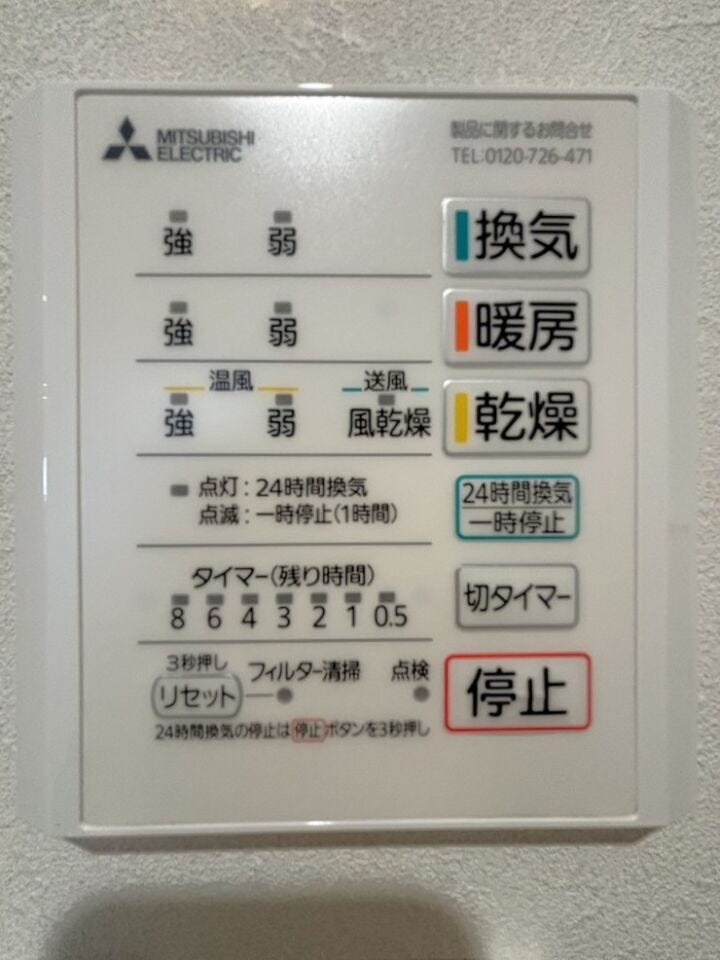 MITSUBISHI
ELECTRIC
製品に関するお問合せ
TEL:0120-726-471
強 弱 換気
強 弱 暖房
温風 送風
強 弱 風乾燥 乾燥
点灯：24時間換気
点滅：一時停止(1時間)
24時間換気
一時停止
タイマー(残り時間)
8 6 4 3 2 1 0.5
切タイマー
3秒押し
リセット フィルター清掃 点検
停止
24時間換気の停止は停止ボタンを3秒押し